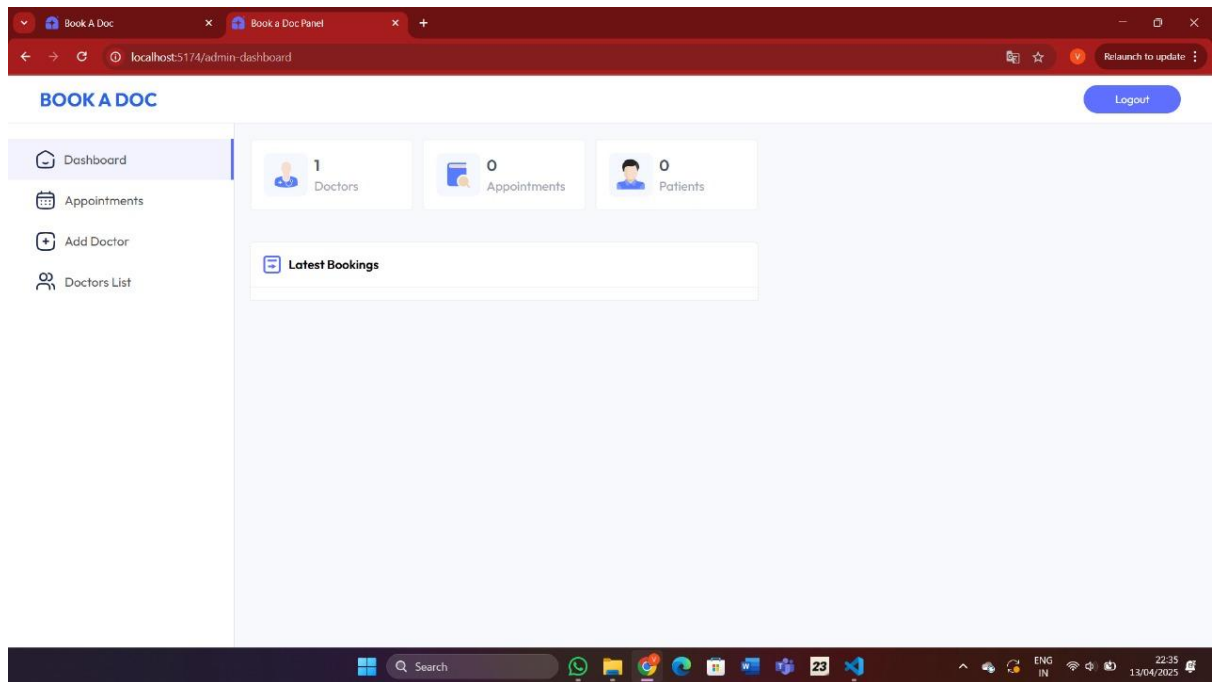 Book A Doc
Book a Doc Panel
localhost:5174/admin-dashboard
V
Relaunch to update
BOOK A DOC
Logout
Dashboard
Appointments
Add Doctor
Doctors List
1
Doctors
0
Appointments
0
Patients
Latest Bookings
Search
23
ENG
IN
22:35
13/04/2025